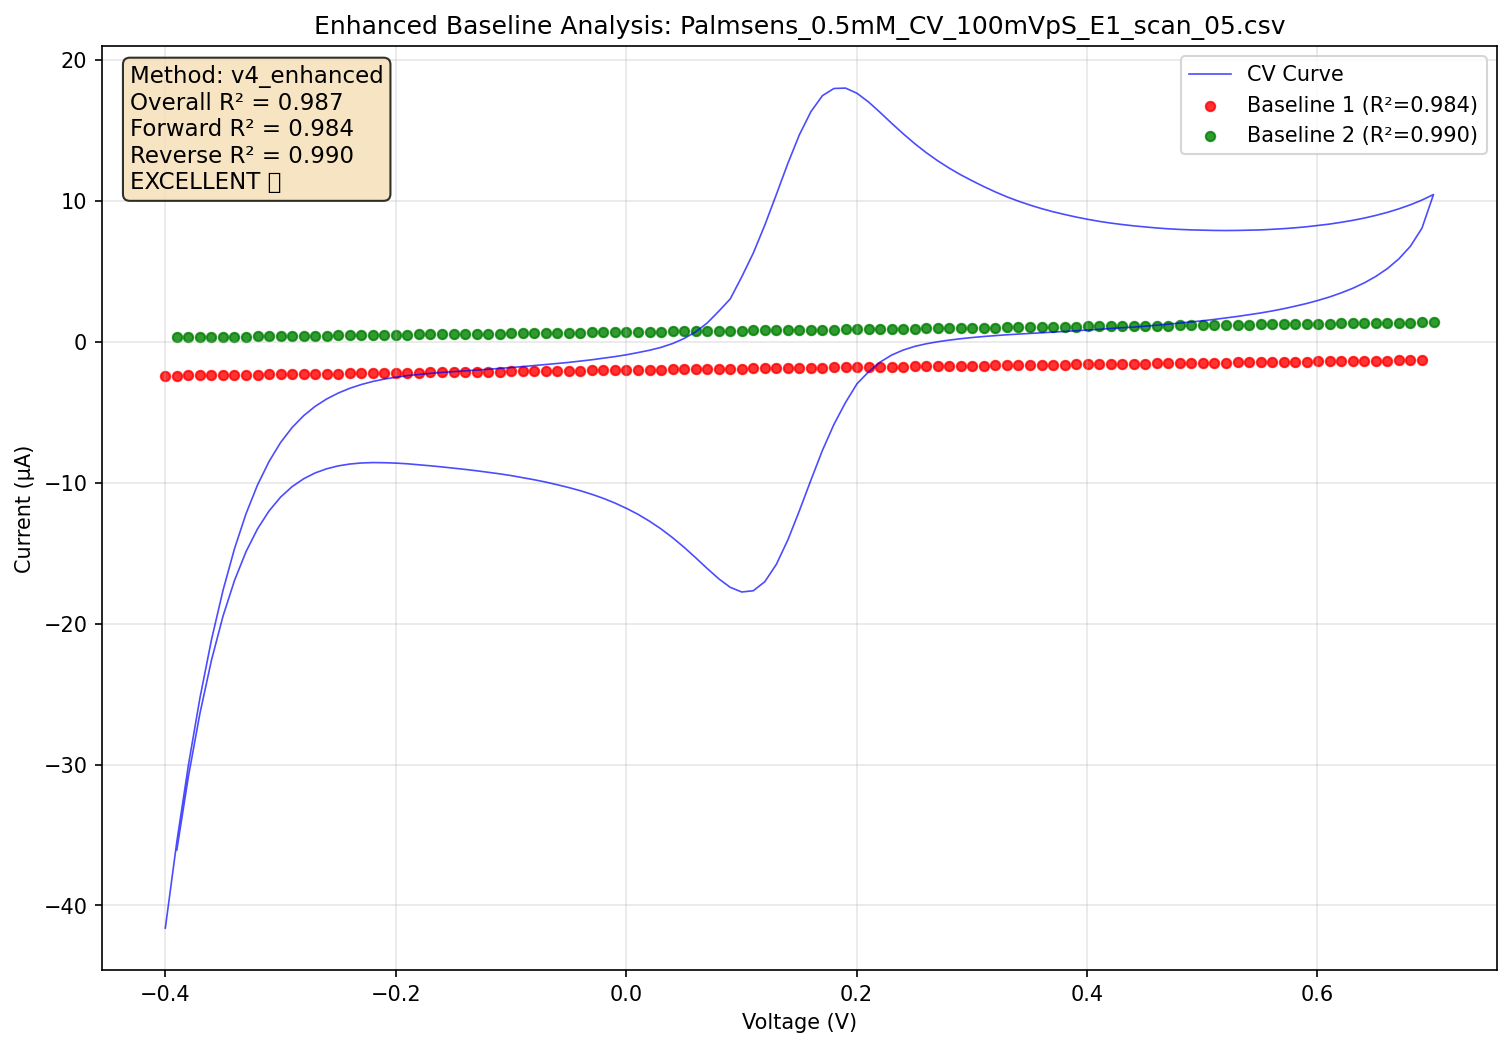 Enhanced Baseline Analysis: Palmsens_0.5mM_CV_100mVpS_E1_scan_05.csv
Method: v4_enhanced
Overall R² = 0.987
Forward R² = 0.984
Reverse R² = 0.990
EXCELLENT
CV Curve
Baseline 1 (R²=0.984)
Baseline 2 (R²=0.990)
20
10
0
−10
−20
−30
−40
Current (µA)
−0.4
−0.2
0.0
0.2
0.4
0.6
Voltage (V)